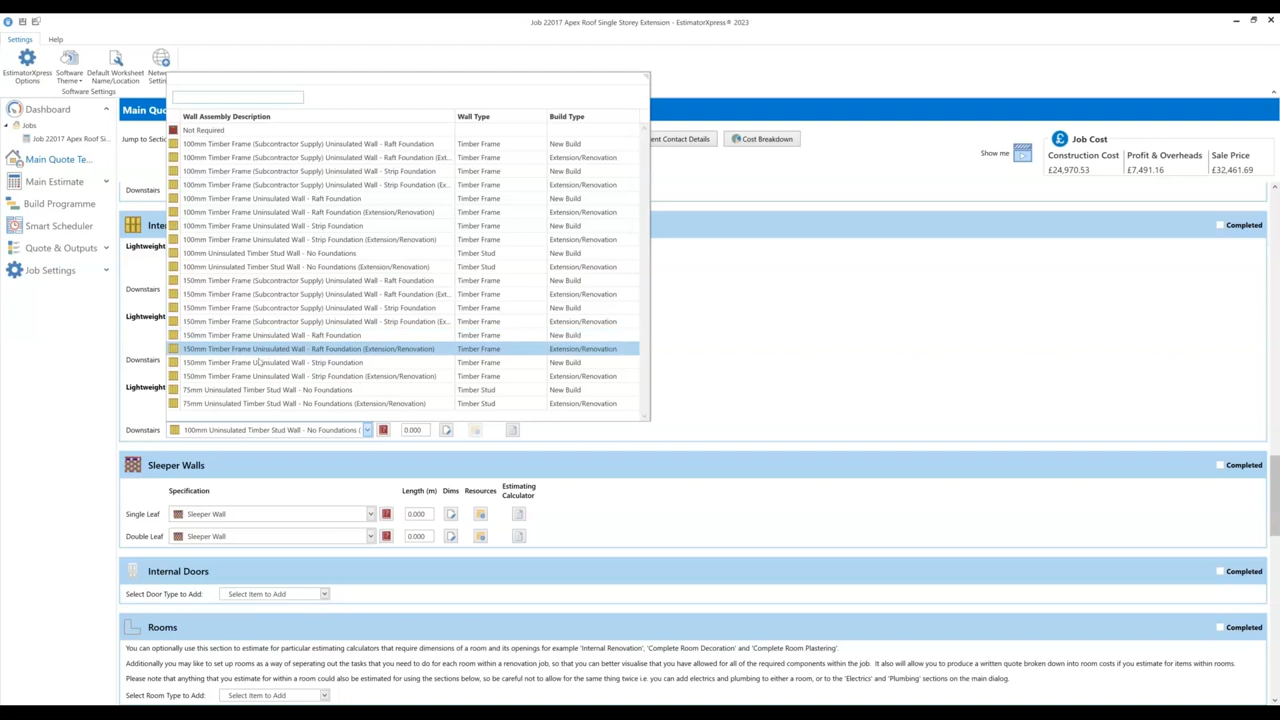 Job 22017 Apex Roof Single Storey Extension - EstimatorXpress® 2023
Settings Help
EstimatorXpress Options
Software Theme
Default Worksheet Name/Location
Netw
Settin
Software Settings
Dashboard
Jobs
Job 22017 Apex Roof Si...
Main Quote Te...
Main Estimate
Build Programme
Smart Scheduler
Quote & Outputs
Job Settings
Main Quo
Jump to Sectio
ent Contact Details
Cost Breakdown
Show me
Job Cost
Construction Cost Profit & Overheads Sale Price
£24,970.53 £7,491.16 £32,461.69
Downstairs
Inte
Completed
Lightweight
Downstairs
Lightweight
Downstairs
Lightweight
Wall Assembly Description Wall Type Build Type
Not Required
100mm Timber Frame (Subcontractor Supply) Uninsulated Wall - Raft Foundation Timber Frame New Build
100mm Timber Frame (Subcontractor Supply) Uninsulated Wall - Raft Foundation (Ext... Timber Frame Extension/Renovation
100mm Timber Frame (Subcontractor Supply) Uninsulated Wall - Strip Foundation Timber Frame New Build
100mm Timber Frame (Subcontractor Supply) Uninsulated Wall - Strip Foundation (Ex... Timber Frame Extension/Renovation
100mm Timber Frame Uninsulated Wall - Raft Foundation Timber Frame New Build
100mm Timber Frame Uninsulated Wall - Raft Foundation (Extension/Renovation) Timber Frame Extension/Renovation
100mm Timber Frame Uninsulated Wall - Strip Foundation Timber Frame New Build
100mm Timber Frame Uninsulated Wall - Strip Foundation (Extension/Renovation) Timber Frame Extension/Renovation
100mm Uninsulated Timber Stud Wall - No Foundations Timber Stud New Build
100mm Uninsulated Timber Stud Wall - No Foundations (Extension/Renovation) Timber Stud Extension/Renovation
150mm Timber Frame (Subcontractor Supply) Uninsulated Wall - Raft Foundation Timber Frame New Build
150mm Timber Frame (Subcontractor Supply) Uninsulated Wall - Raft Foundation (Ext... Timber Frame Extension/Renovation
150mm Timber Frame (Subcontractor Supply) Uninsulated Wall - Strip Foundation Timber Frame New Build
150mm Timber Frame (Subcontractor Supply) Uninsulated Wall - Strip Foundation (Ex... Timber Frame Extension/Renovation
150mm Timber Frame Uninsulated Wall - Raft Foundation Timber Frame New Build
150mm Timber Frame Uninsulated Wall - Raft Foundation (Extension/Renovation) Timber Frame Extension/Renovation
150mm Timber Frame Uninsulated Wall - Strip Foundation Timber Frame New Build
150mm Timber Frame Uninsulated Wall - Strip Foundation (Extension/Renovation) Timber Frame Extension/Renovation
75mm Uninsulated Timber Stud Wall - No Foundations Timber Stud New Build
75mm Uninsulated Timber Stud Wall - No Foundations (Extension/Renovation) Timber Stud Extension/Renovation
Downstairs 100mm Uninsulated Timber Stud Wall - No Foundations ( 0.000
Sleeper Walls Completed
Specification Length (m) Dims Resources Estimating Calculator
Single Leaf Sleeper Wall 0.000
Double Leaf Sleeper Wall 0.000
Internal Doors Completed
Select Door Type to Add: Select Item to Add
Rooms Completed
You can optionally use this section to estimate for particular estimating calculators that require dimensions of a room and its openings for example 'Internal Renovation', 'Complete Room Decoration' and 'Complete Room Plastering'.
Additionally you may like to set up rooms as a way of seperating out the tasks that you need to do for each room within a renovation job, so that you can better visualise that you have allowed for all of the required components within the job. It also will allow you to produce a written quote broken down into room costs if you estimate for items within rooms.
Please note that anything that you estimate for within a room could also be estimated for using the sections below, so be careful not to allow for the same thing twice i.e. you can add electrics and plumbing to either a room, or to the 'Electrics' and 'Plumbing' sections on the main dialog.
Select Room Type to Add: Select Item to Add